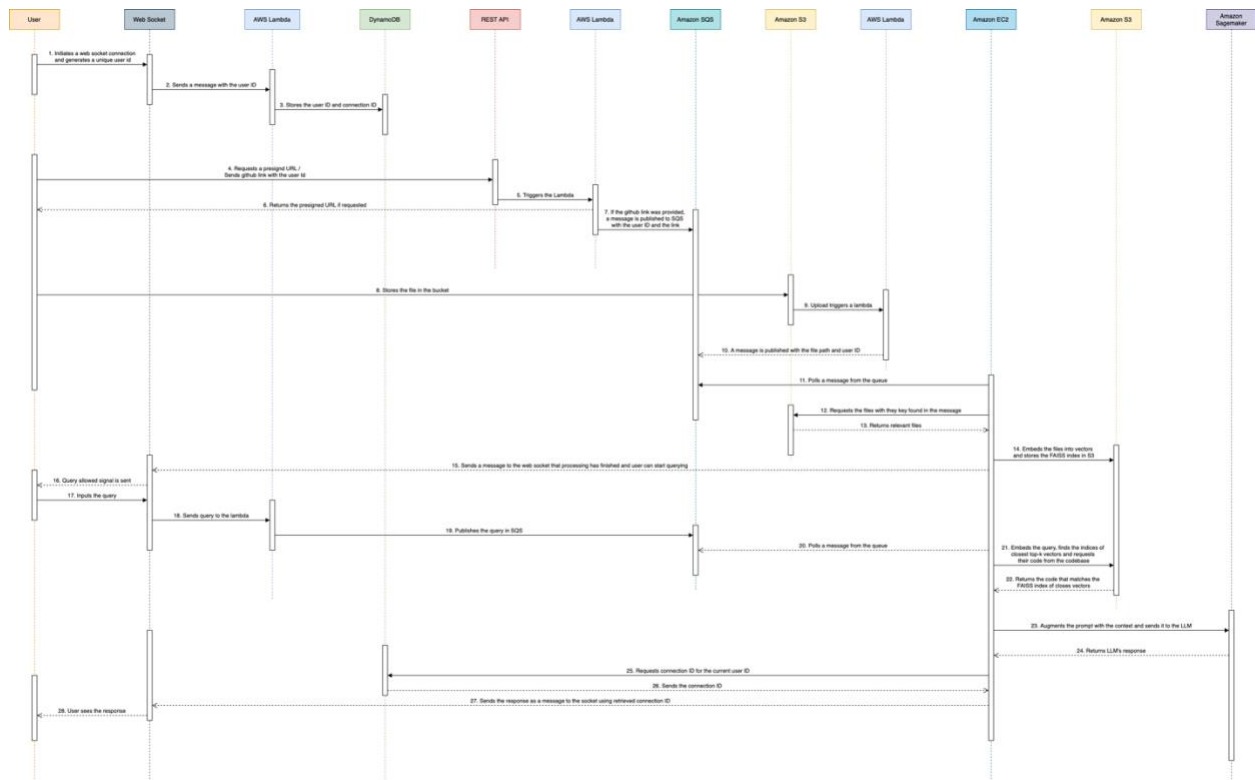 User
Web Socket
AWS Lambda
DynamoDB
REST API
AWS Lambda
Amazon SQS
Amazon S3
AWS Lambda
Amazon EC2
Amazon S3
Amazon
Sagemaker
1. Initiates a web socket connection
and generates a unique user id
2. Sends a message with the user ID
3. Stores the user ID and connection ID
4. Requests a presignd URL /
Sends github link with the user Id
5. Triggers the Lambda
6. Returns the presigned URL if requested
7. If the github link was provided,
a message is published to SQS
with the user ID and the link
8. Stores the file in the bucket
9. Upload triggers a lambda
10. A message is published with the file path and user ID
11. Polls a message from the queue
12. Requests the files with they key found in the message
13. Returns relevant files
14. Embeds the files into vectors
and stores the FAISS index in S3
15. Sends a message to the web socket that processing has finished and user can start querying
16. Query allowed signal is sent
17. Inputs the query
18. Sends query to the lambda
19. Publishes the query in SQS
20. Polls a message from the queue
21. Embeds the query, finds the indices of
closest top-k vectors and requests
their code from the codebase
22. Returns the code that matches the
FAISS index of closes vectors
23. Augments the prompt with the context and sends it to the LLM
24. Returns LLM's response
25. Requests connection ID for the current user ID
26. Sends the connection ID
27. Sends the response as a message to the socket using retrieved connection ID
28. User sees the response